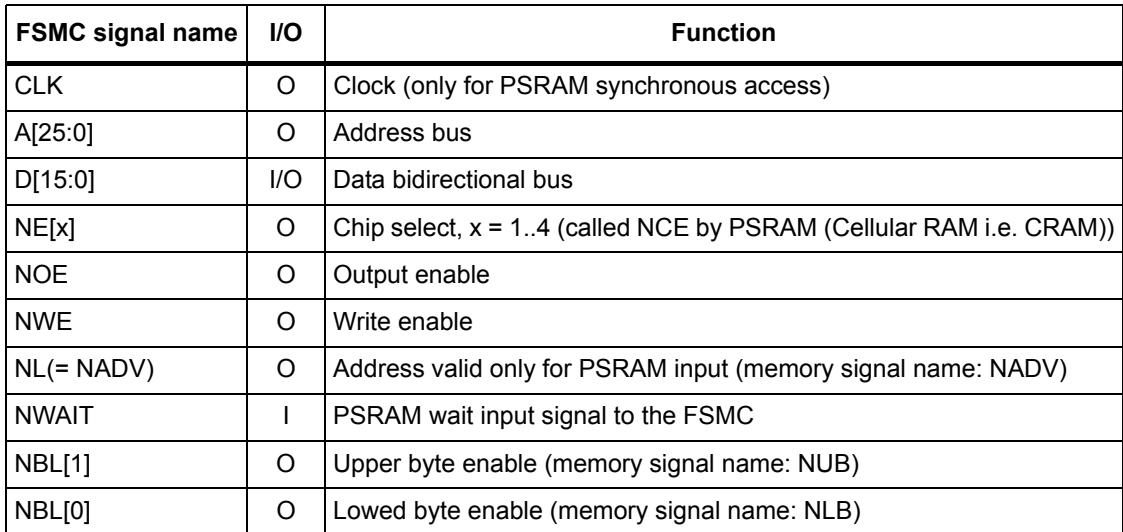 FSMC signal name I/O Function
CLK O Clock (only for PSRAM synchronous access)
A[25:0] O Address bus
D[15:0] I/O Data bidirectional bus
NE[x] O Chip select, x = 1..4 (called NCE by PSRAM (Cellular RAM i.e. CRAM))
NOE O Output enable
NWE O Write enable
NL(= NADV) O Address valid only for PSRAM input (memory signal name: NADV)
NWAIT I PSRAM wait input signal to the FSMC
NBL[1] O Upper byte enable (memory signal name: NUB)
NBL[0] O Lowed byte enable (memory signal name: NLB)